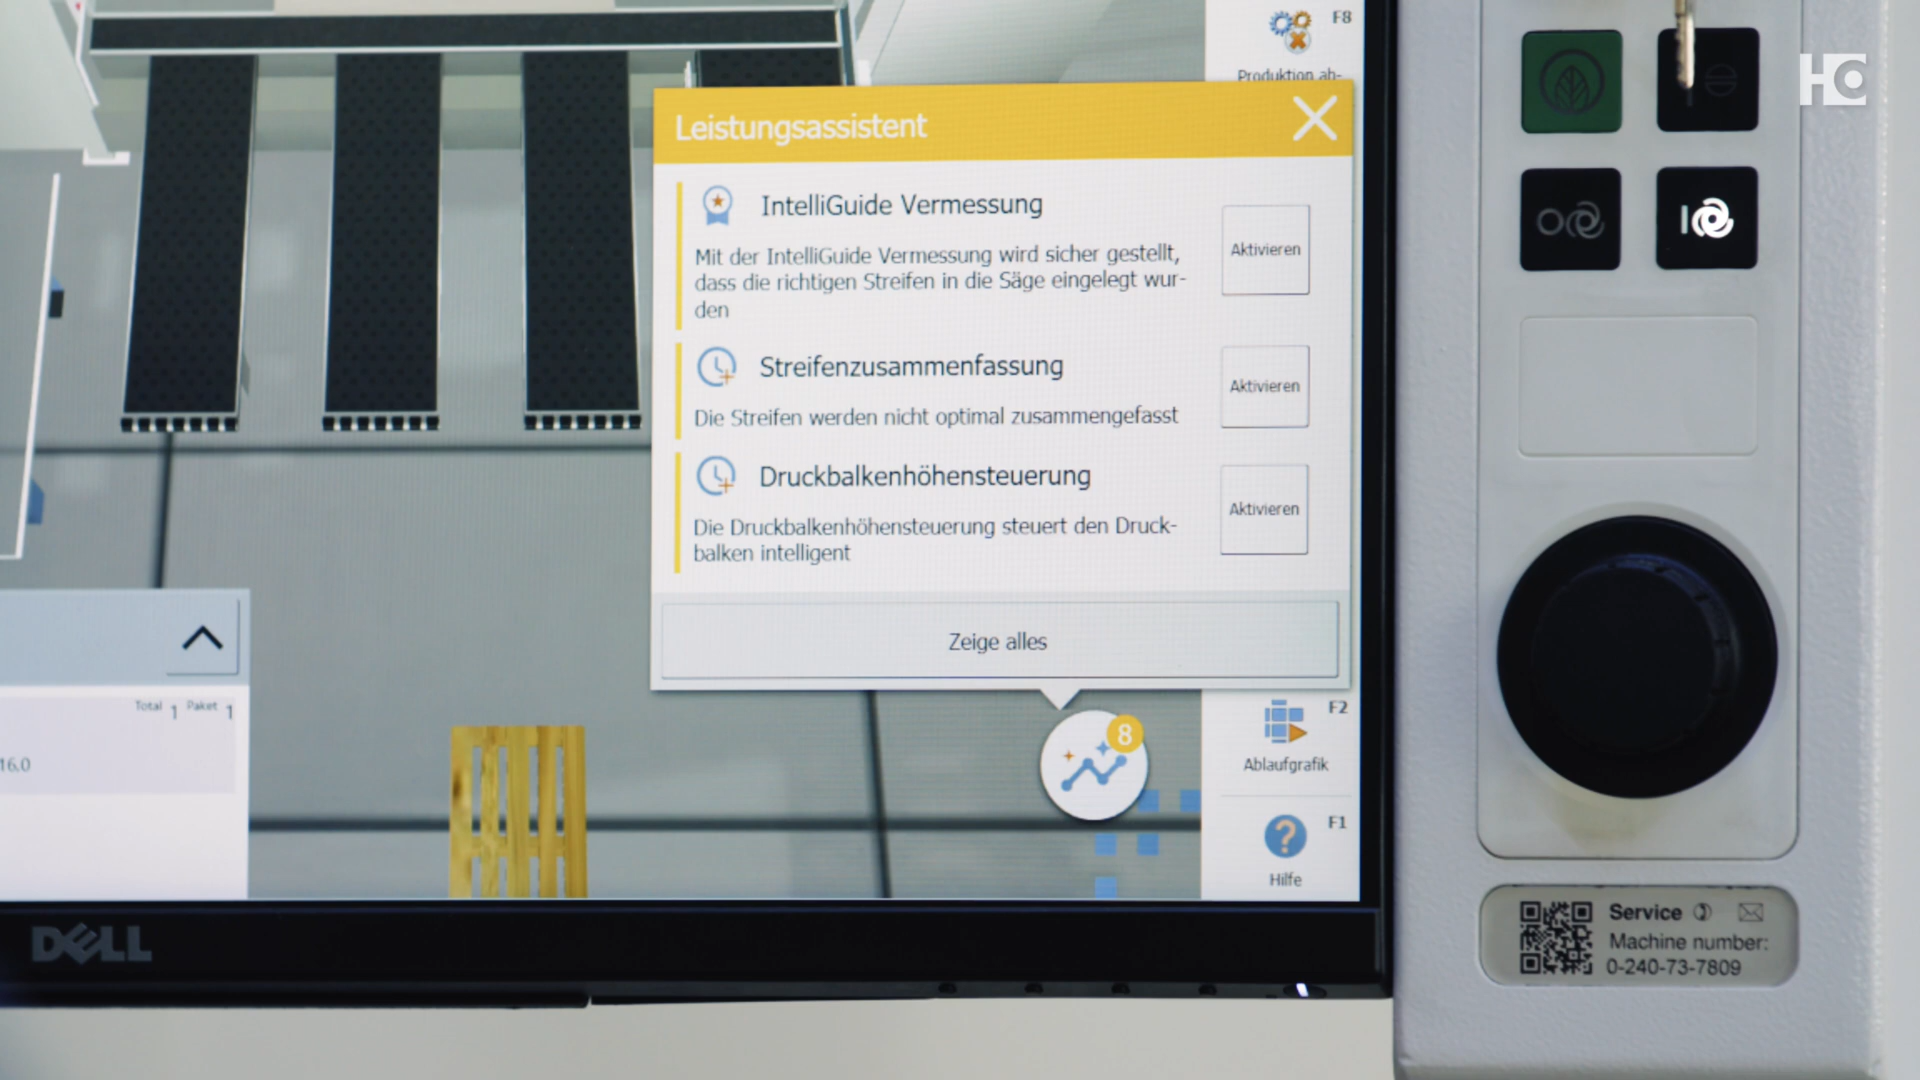 F8
Produktion ab-
HC
Leistungsassistent
IntelliGuide Vermessung
Mit der IntelliGuide Vermessung wird sicher gestellt,
dass die richtigen Streifen in die Säge eingelegt wur-
den
Aktivieren
Streifenzusammenfassung
Die Streifen werden nicht optimal zusammengefasst
Aktivieren
Druckbalkenhöhensteuerung
Die Druckbalkenhöhensteuerung steuert den Druck-
balken intelligent
Aktivieren
Zeige alles
Total 1 Paket 1
16.0
8
F2
Ablaufgrafik
F1
Hilfe
DELL
Service
Machine number:
0-240-73-7809